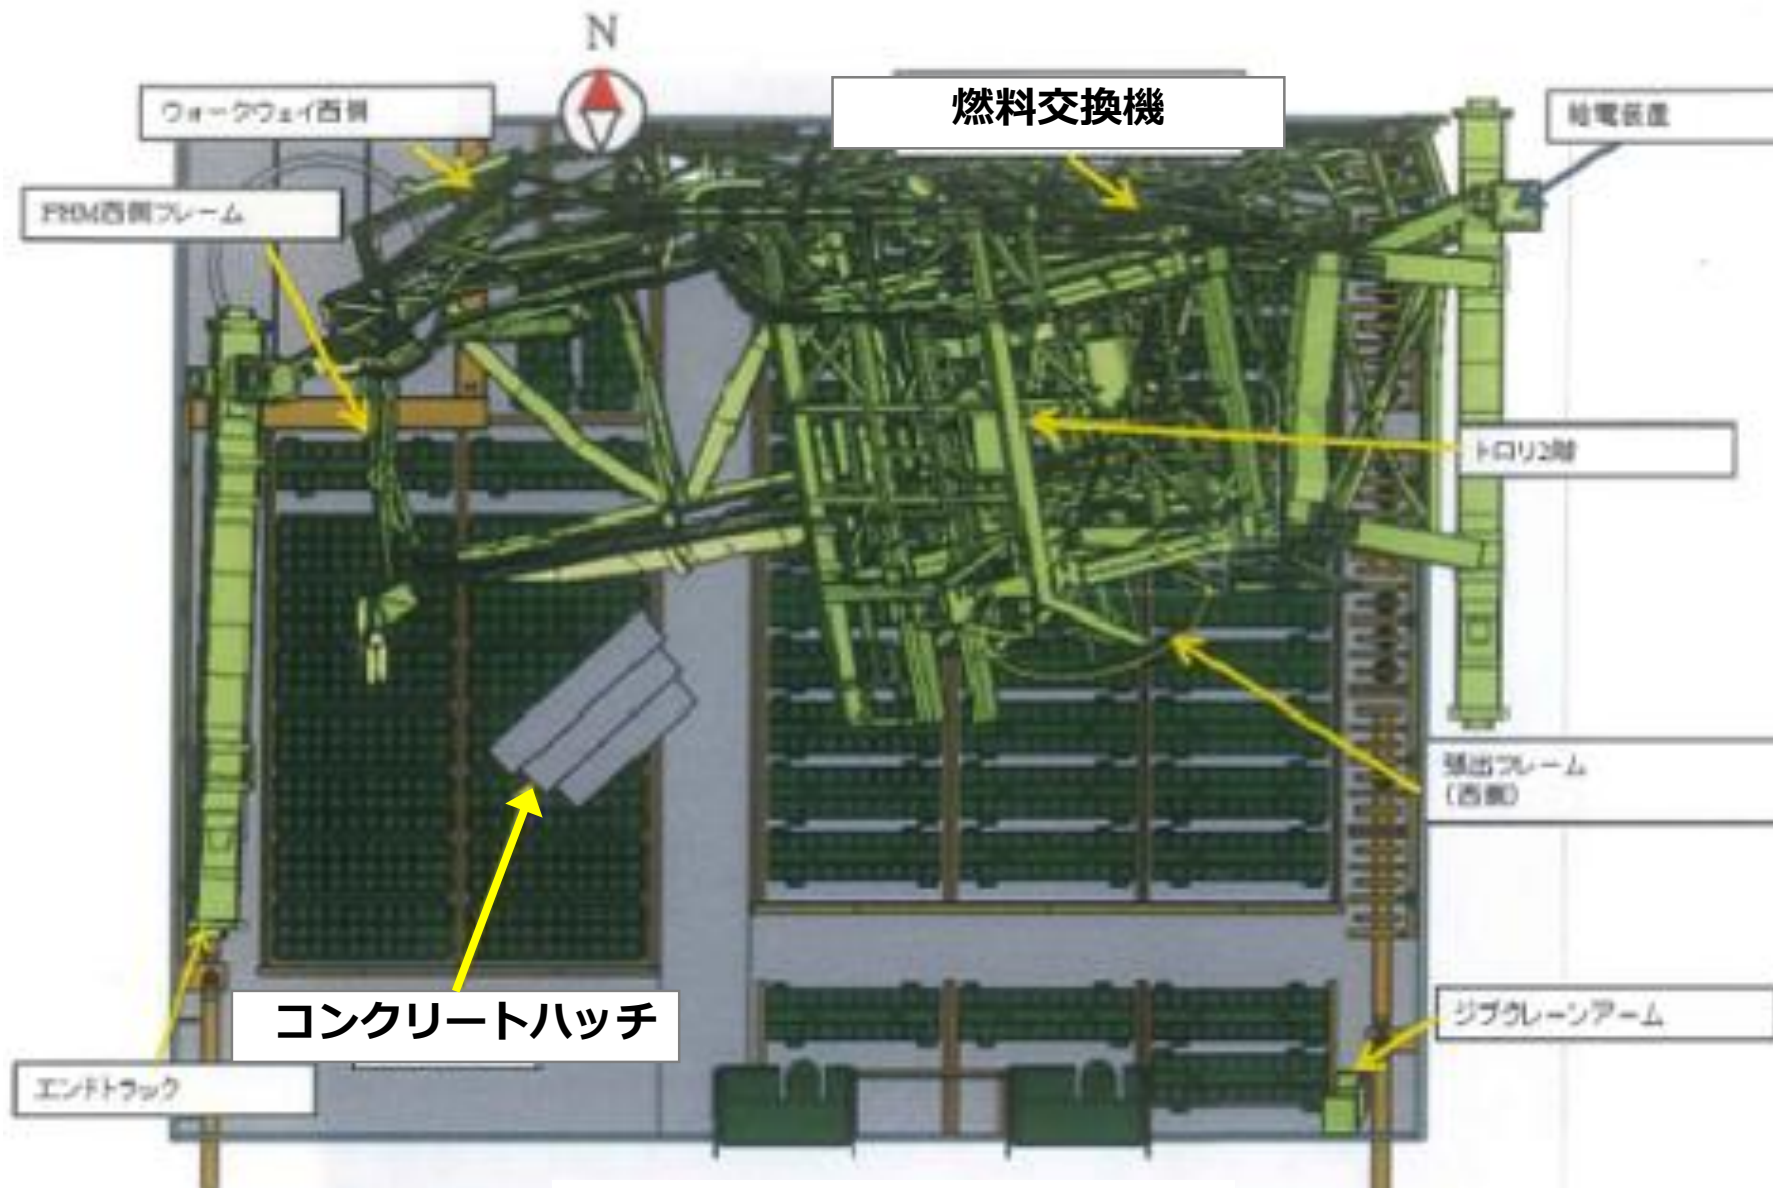 N
ウォークウェイ西側
燃料交換機
給電装置
FHM西側フレーム
トロリ2階
張出フレーム
(西側)
コンクリートハッチ
ジブクレーンアーム
エンドトラック